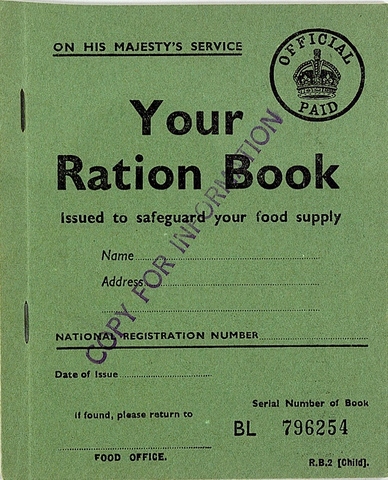 ON HIS MAJESTY'S SERVICE
OFFICIAL
PAID
Your
Ration Book
Issued to safeguard your food supply
COPY FOR INFORMATION
Name
Address
NATIONAL REGISTRATION NUMBER
Date of Issue
If found, please return to
FOOD OFFICE.
Serial Number of Book
BL 796254
R.B.2 [Child].